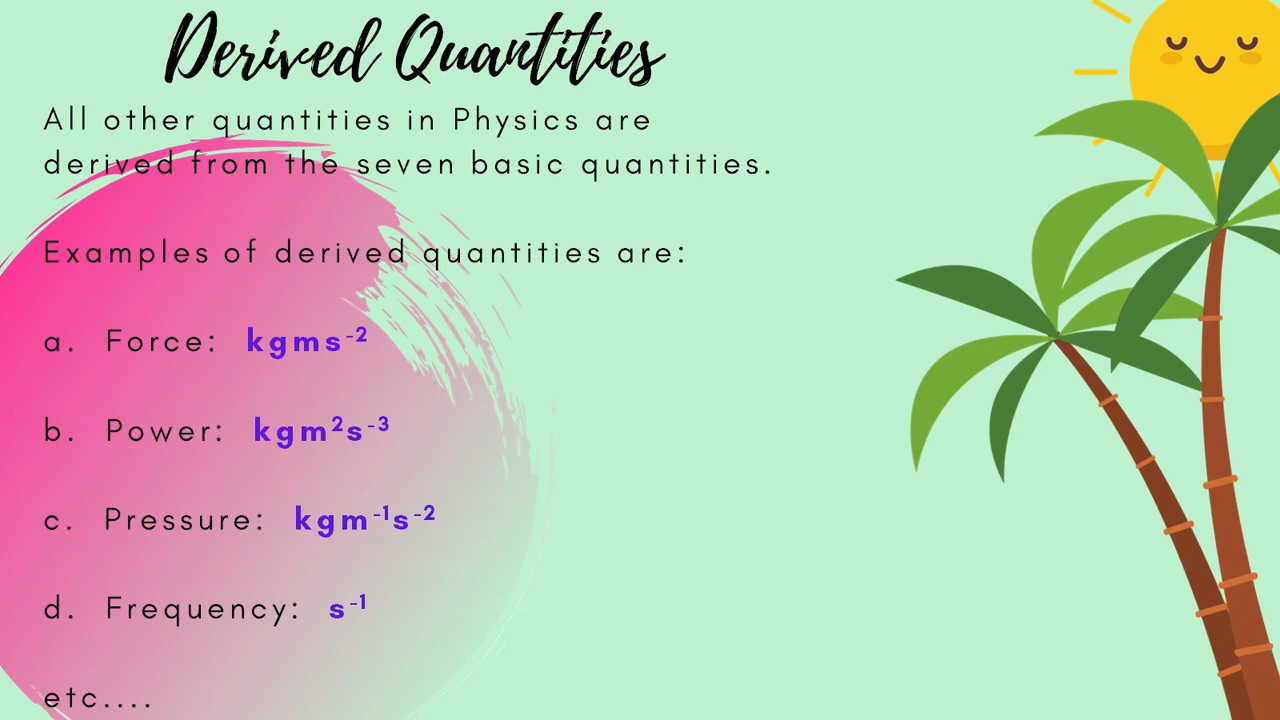 Derived Quantities
All other quantities in Physics are
derived from the seven basic quantities.
Examples of derived quantities are:
a. Force: kgms⁻²
b. Power: kgm²s⁻³
c. Pressure: kgm⁻¹s⁻²
d. Frequency: s⁻¹
etc....